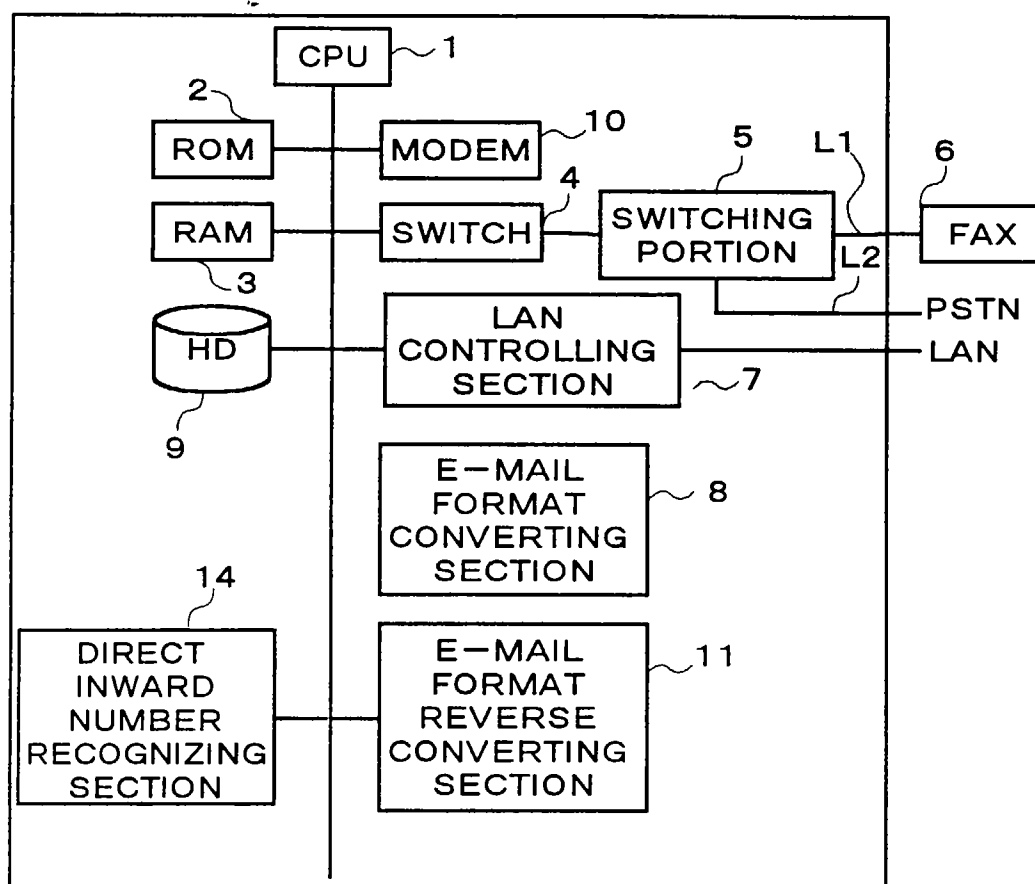 CPU
1
2
ROM
MODEM
10
RAM
3
SWITCH
4
SWITCHING
PORTION
5
L1
L2
6
FAX
PSTN
LAN
HD
9
LAN
CONTROLLING
SECTION
7
E-MAIL
FORMAT
CONVERTING
SECTION
8
14
DIRECT
INWARD
NUMBER
RECOGNIZING
SECTION
E-MAIL
FORMAT
REVERSE
CONVERTING
SECTION
11